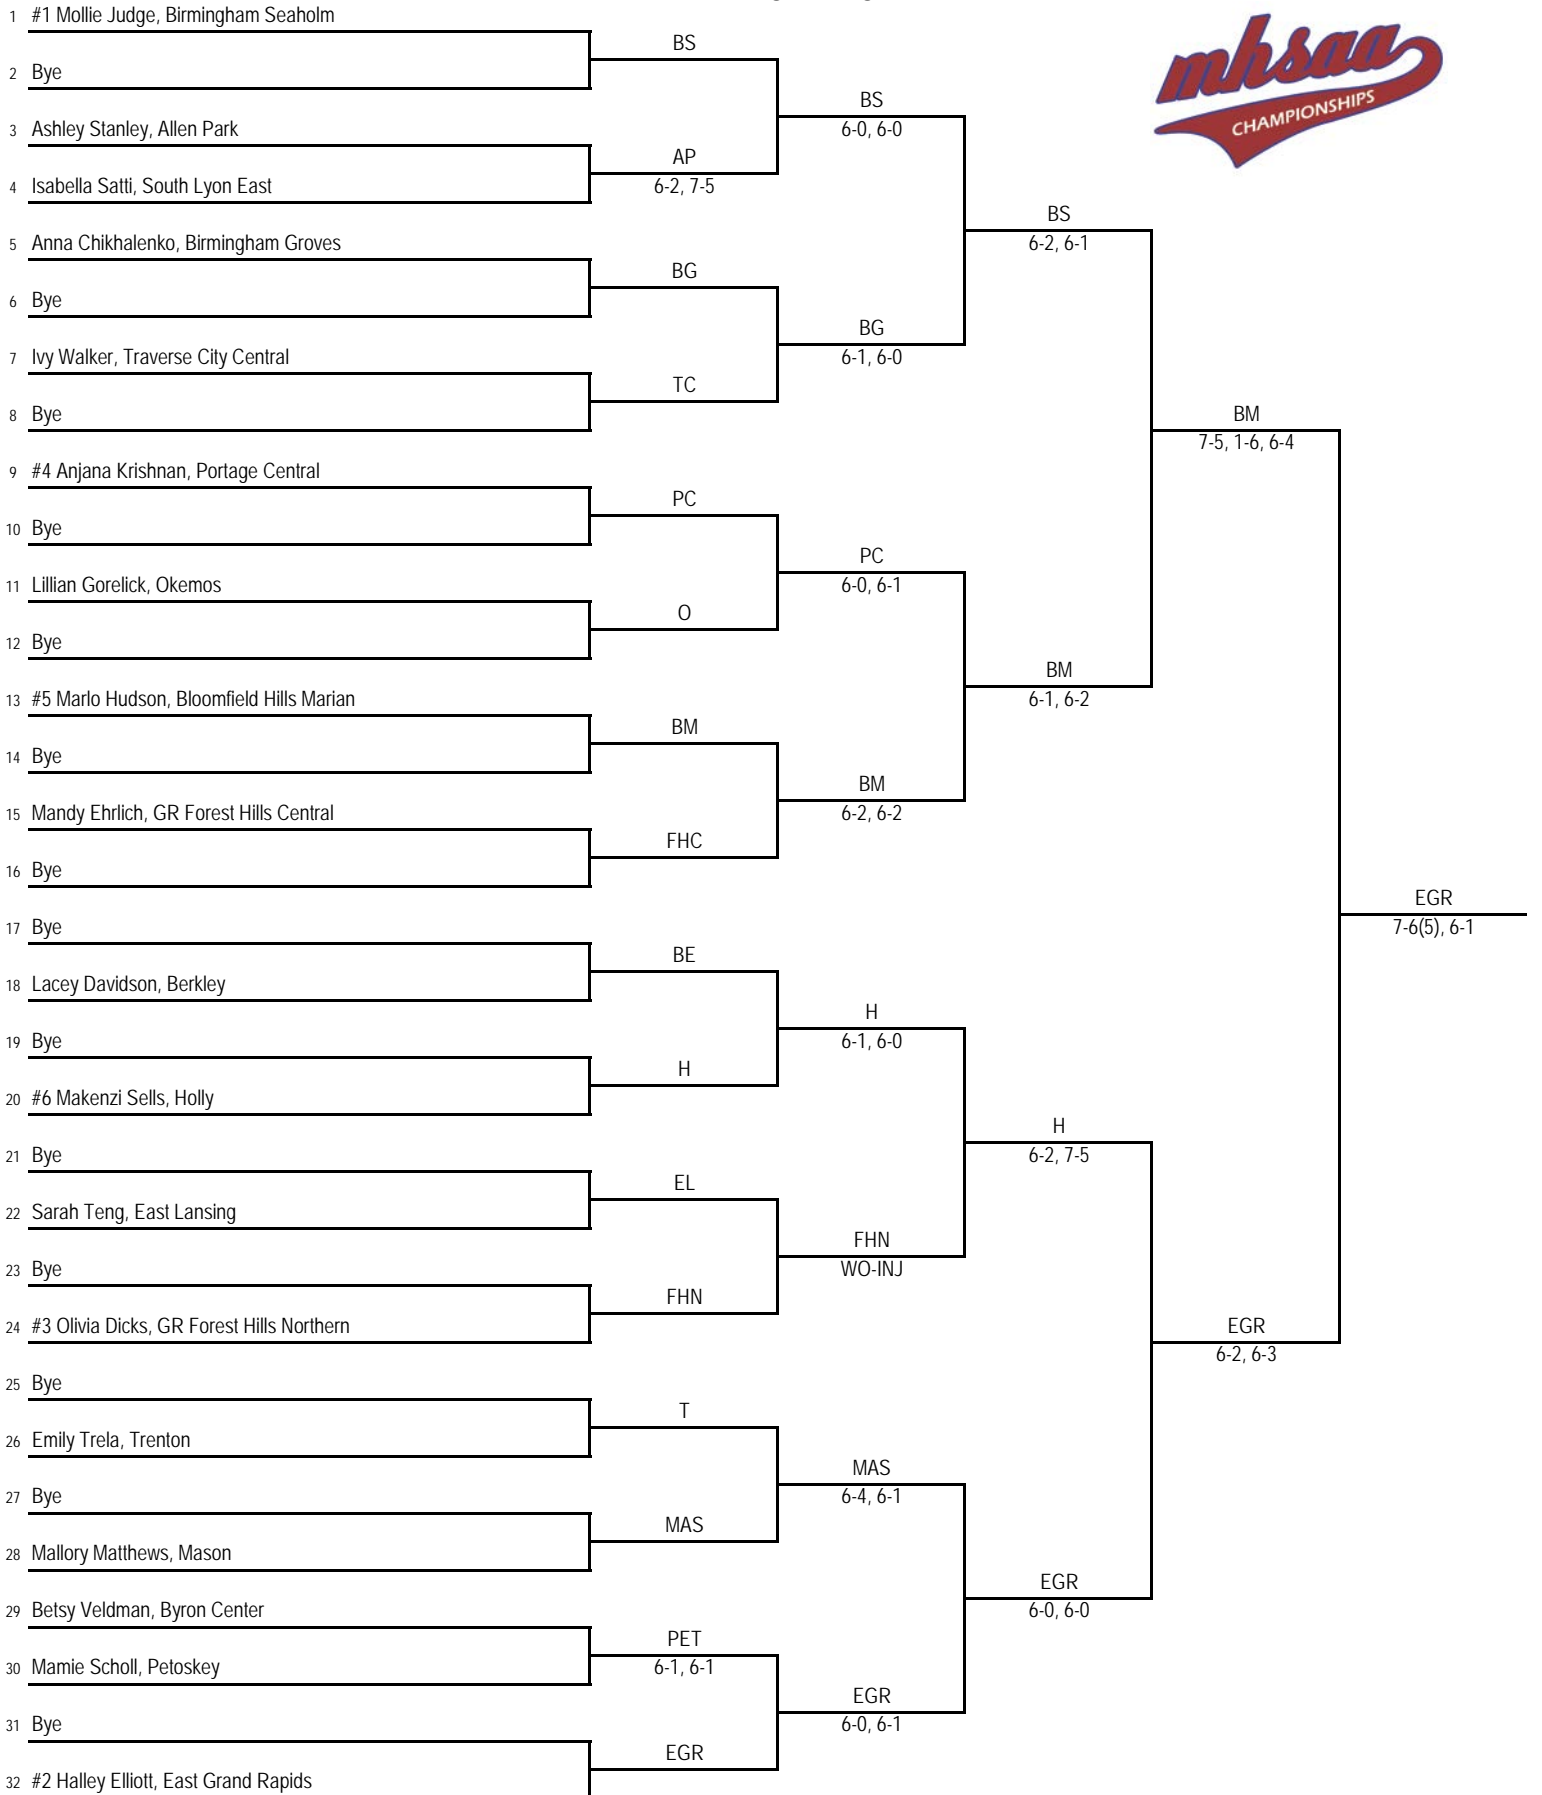 1 #1 Mollie Judge, Birmingham Seaholm
2 Bye
3 Ashley Stanley, Allen Park
4 Isabella Satti, South Lyon East
5 Anna Chikhalenko, Birmingham Groves
6 Bye
7 Ivy Walker, Traverse City Central
8 Bye
9 #4 Anjana Krishnan, Portage Central
10 Bye
11 Lillian Gorelick, Okemos
12 Bye
13 #5 Marlo Hudson, Bloomfield Hills Marian
14 Bye
15 Mandy Ehrlich, GR Forest Hills Central
16 Bye
17 Bye
18 Lacey Davidson, Berkley
19 Bye
20 #6 Makenzi Sells, Holly
21 Bye
22 Sarah Teng, East Lansing
23 Bye
24 #3 Olivia Dicks, GR Forest Hills Northern
25 Bye
26 Emily Trela, Trenton
27 Bye
28 Mallory Matthews, Mason
29 Betsy Veldman, Byron Center
30 Mamie Scholl, Petoskey
31 Bye
32 #2 Halley Elliott, East Grand Rapids
BS
AP
6-2, 7-5
BG
TC
PC
O
BM
FHC
BE
H
EL
FHN
T
MAS
PET
6-1, 6-1
EGR
BS
6-0, 6-0
BG
6-1, 6-0
PC
6-0, 6-1
BM
6-2, 6-2
H
6-1, 6-0
FHN
WO-INJ
MAS
6-4, 6-1
EGR
6-0, 6-1
BS
6-2, 6-1
BM
6-1, 6-2
H
6-2, 7-5
EGR
6-0, 6-0
BM
7-5, 1-6, 6-4
EGR
6-2, 6-3
EGR
7-6(5), 6-1
mhsaa
CHAMPIONSHIPS